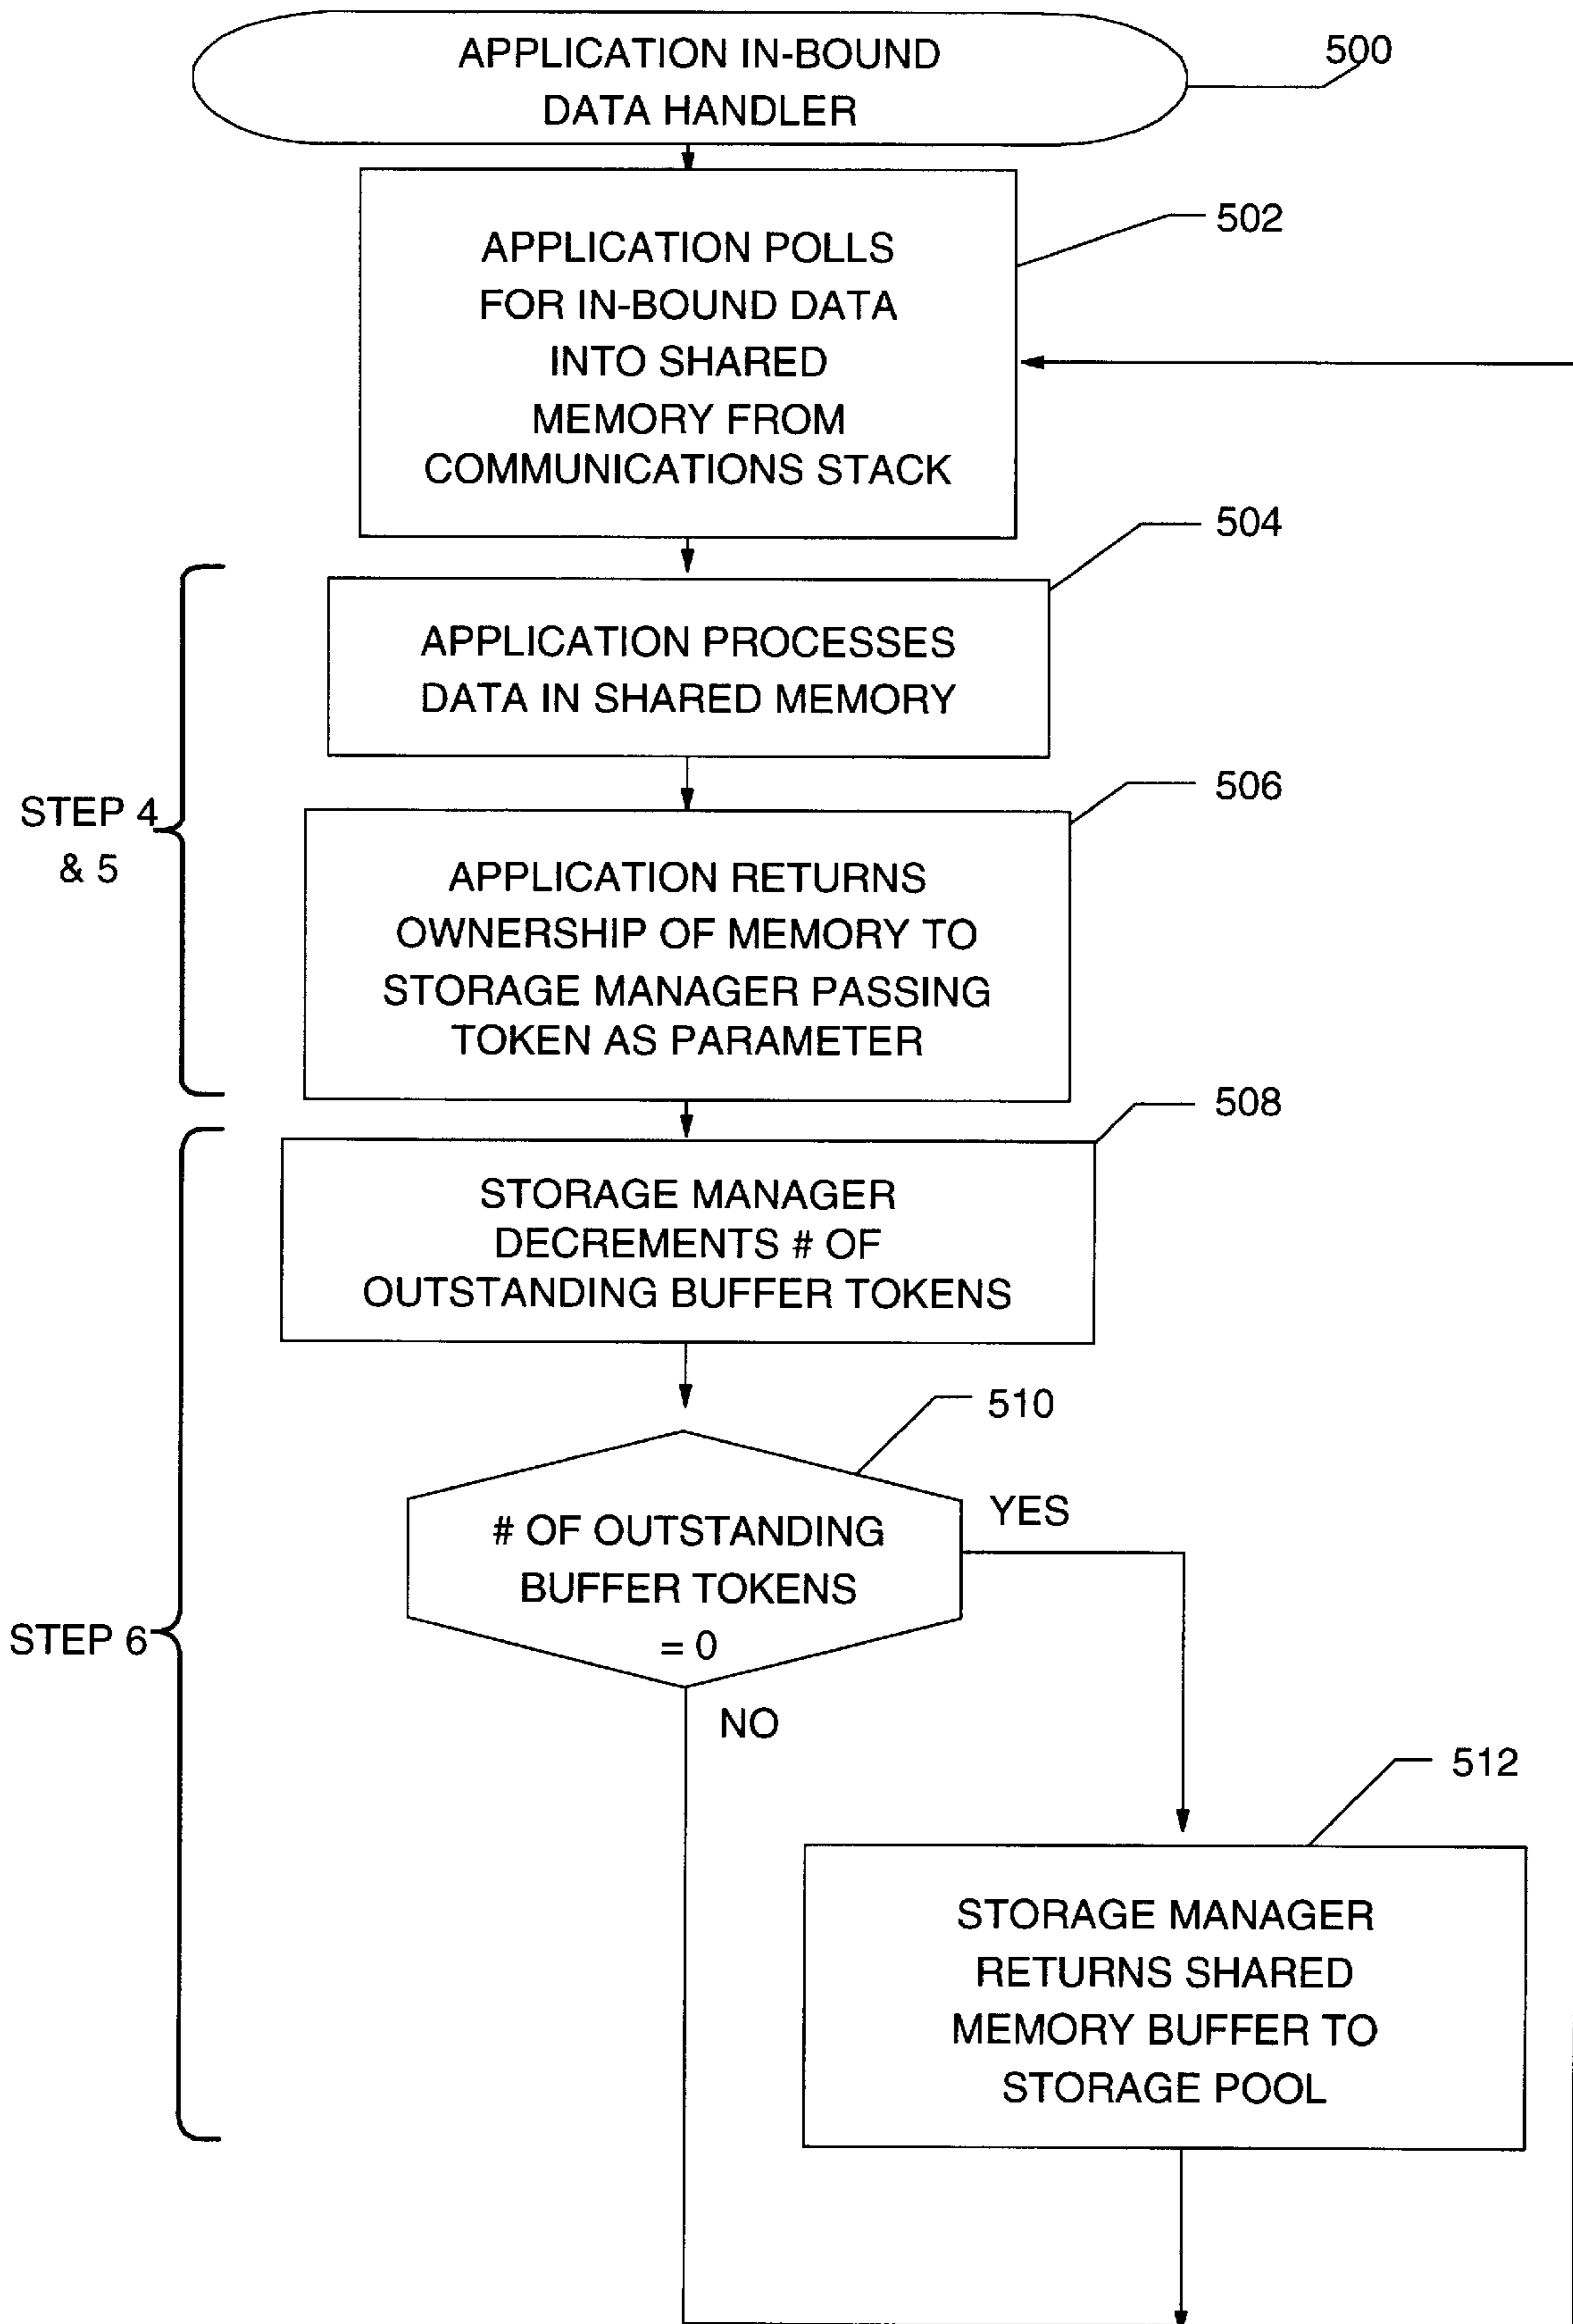 APPLICATION IN-BOUND
DATA HANDLER
500
APPLICATION POLLS
FOR IN-BOUND DATA
INTO SHARED
MEMORY FROM
COMMUNICATIONS STACK
502
504
APPLICATION PROCESSES
DATA IN SHARED MEMORY
STEP 4
& 5
506
APPLICATION RETURNS
OWNERSHIP OF MEMORY TO
STORAGE MANAGER PASSING
TOKEN AS PARAMETER
508
STORAGE MANAGER
DECREMENTS # OF
OUTSTANDING BUFFER TOKENS
510
# OF OUTSTANDING
BUFFER TOKENS
= 0
YES
STEP 6
NO
512
STORAGE MANAGER
RETURNS SHARED
MEMORY BUFFER TO
STORAGE POOL